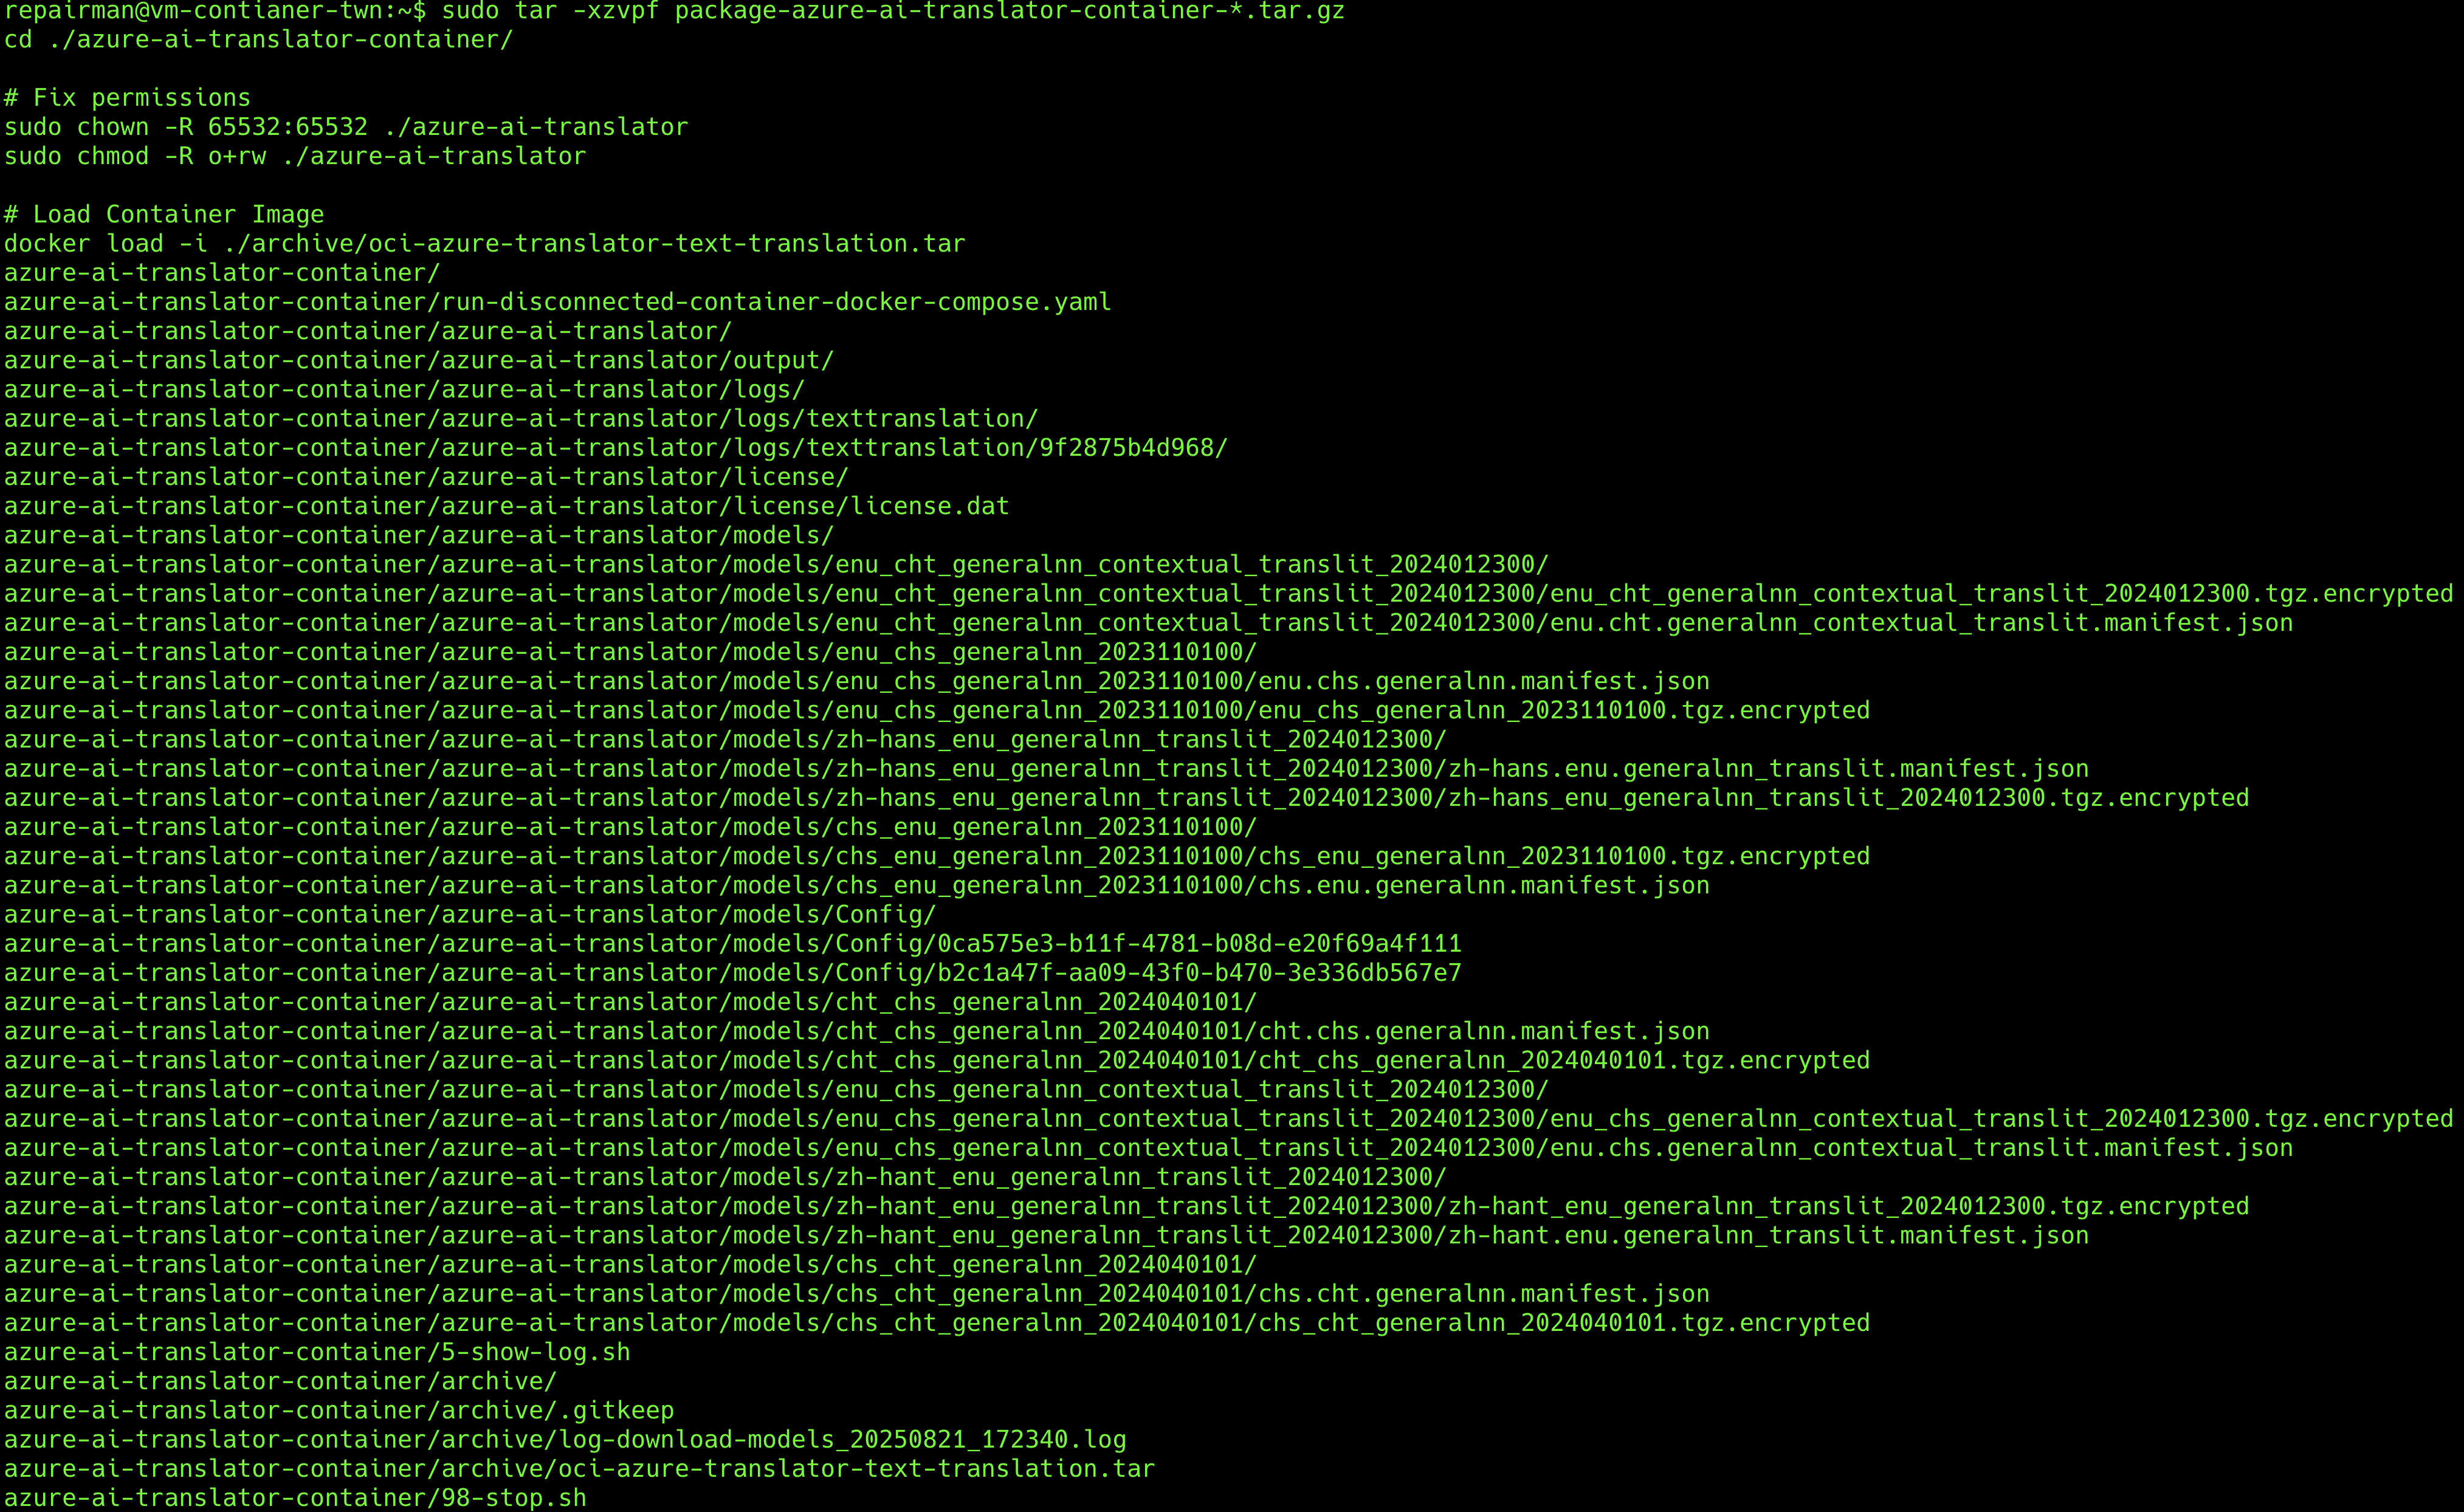 repairman@vm-contianer-twn:~$ sudo tar -xzvpf package-azure-ai-translator-container-*.tar.gz
cd ./azure-ai-translator-container/
# Fix permissions
sudo chown -R 65532:65532 ./azure-ai-translator
sudo chmod -R o+rw ./azure-ai-translator
# Load Container Image
docker load -i ./archive/oci-azure-translator-text-translation.tar
azure-ai-translator-container/
azure-ai-translator-container/run-disconnected-container-docker-compose.yaml
azure-ai-translator-container/azure-ai-translator/
azure-ai-translator-container/azure-ai-translator/output/
azure-ai-translator-container/azure-ai-translator/logs/
azure-ai-translator-container/azure-ai-translator/logs/texttranslation/
azure-ai-translator-container/azure-ai-translator/logs/texttranslation/9f2875b4d968/
azure-ai-translator-container/azure-ai-translator/license/
azure-ai-translator-container/azure-ai-translator/license/license.dat
azure-ai-translator-container/azure-ai-translator/models/
azure-ai-translator-container/azure-ai-translator/models/enu_cht_generalnn_contextual_translit_2024012300/
azure-ai-translator-container/azure-ai-translator/models/enu_cht_generalnn_contextual_translit_2024012300/enu_cht_generalnn_contextual_translit_2024012300.tgz.encrypted
azure-ai-translator-container/azure-ai-translator/models/enu_cht_generalnn_contextual_translit_2024012300/enu.cht.generalnn_contextual_translit.manifest.json
azure-ai-translator-container/azure-ai-translator/models/enu_chs_generalnn_2023110100/
azure-ai-translator-container/azure-ai-translator/models/enu_chs_generalnn_2023110100/enu.chs.generalnn.manifest.json
azure-ai-translator-container/azure-ai-translator/models/enu_chs_generalnn_2023110100/enu_chs_generalnn_2023110100.tgz.encrypted
azure-ai-translator-container/azure-ai-translator/models/zh-hans_enu_generalnn_translit_2024012300/
azure-ai-translator-container/azure-ai-translator/models/zh-hans_enu_generalnn_translit_2024012300/zh-hans.enu.generalnn_translit.manifest.json
azure-ai-translator-container/azure-ai-translator/models/zh-hans_enu_generalnn_translit_2024012300/zh-hans_enu_generalnn_translit_2024012300.tgz.encrypted
azure-ai-translator-container/azure-ai-translator/models/chs_enu_generalnn_2023110100/
azure-ai-translator-container/azure-ai-translator/models/chs_enu_generalnn_2023110100/chs_enu_generalnn_2023110100.tgz.encrypted
azure-ai-translator-container/azure-ai-translator/models/chs_enu_generalnn_2023110100/chs.enu.generalnn.manifest.json
azure-ai-translator-container/azure-ai-translator/models/Config/
azure-ai-translator-container/azure-ai-translator/models/Config/0ca575e3-b11f-4781-b08d-e20f69a4f111
azure-ai-translator-container/azure-ai-translator/models/Config/b2c1a47f-aa09-43f0-b470-3e336db567e7
azure-ai-translator-container/azure-ai-translator/models/cht_chs_generalnn_2024040101/
azure-ai-translator-container/azure-ai-translator/models/cht_chs_generalnn_2024040101/cht.chs.generalnn.manifest.json
azure-ai-translator-container/azure-ai-translator/models/cht_chs_generalnn_2024040101/cht_chs_generalnn_2024040101.tgz.encrypted
azure-ai-translator-container/azure-ai-translator/models/enu_chs_generalnn_contextual_translit_2024012300/
azure-ai-translator-container/azure-ai-translator/models/enu_chs_generalnn_contextual_translit_2024012300/enu_chs_generalnn_contextual_translit_2024012300.tgz.encrypted
azure-ai-translator-container/azure-ai-translator/models/enu_chs_generalnn_contextual_translit_2024012300/enu.chs.generalnn_contextual_translit.manifest.json
azure-ai-translator-container/azure-ai-translator/models/zh-hant_enu_generalnn_translit_2024012300/
azure-ai-translator-container/azure-ai-translator/models/zh-hant_enu_generalnn_translit_2024012300/zh-hant_enu_generalnn_translit_2024012300.tgz.encrypted
azure-ai-translator-container/azure-ai-translator/models/zh-hant_enu_generalnn_translit_2024012300/zh-hant.enu.generalnn_translit.manifest.json
azure-ai-translator-container/azure-ai-translator/models/chs_cht_generalnn_2024040101/
azure-ai-translator-container/azure-ai-translator/models/chs_cht_generalnn_2024040101/chs.cht.generalnn.manifest.json
azure-ai-translator-container/azure-ai-translator/models/chs_cht_generalnn_2024040101/chs_cht_generalnn_2024040101.tgz.encrypted
azure-ai-translator-container/5-show-log.sh
azure-ai-translator-container/archive/
azure-ai-translator-container/archive/.gitkeep
azure-ai-translator-container/archive/log-download-models_20250821_172340.log
azure-ai-translator-container/archive/oci-azure-translator-text-translation.tar
azure-ai-translator-container/98-stop.sh